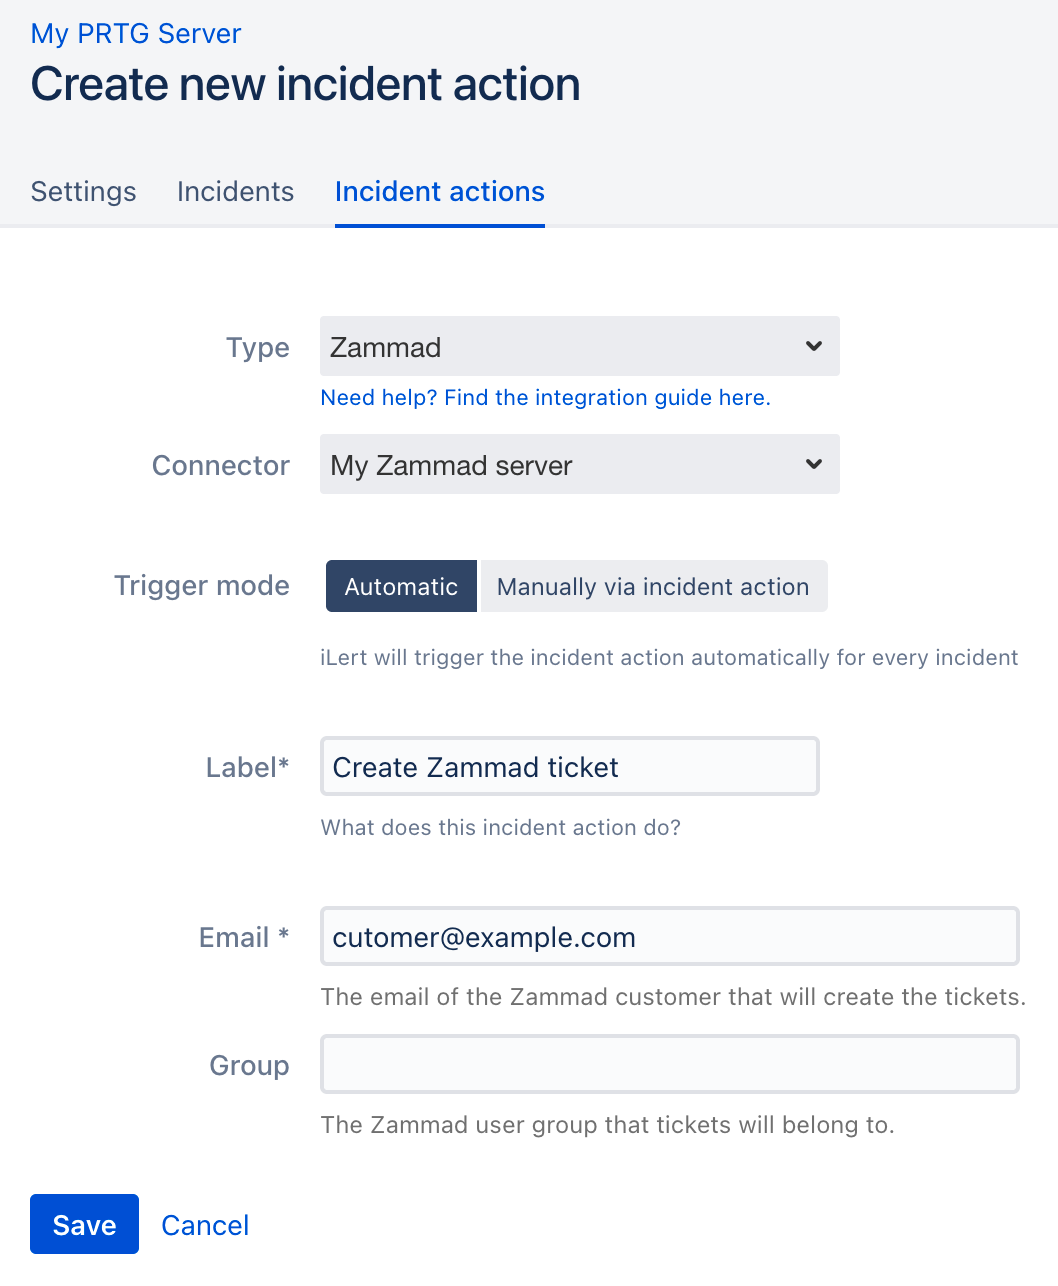 My PRTG Server
Create new incident action
Settings Incidents Incident actions
Type Zammad
Need help? Find the integration guide here.
Connector My Zammad server
Trigger mode Automatic Manually via incident action
iLert will trigger the incident action automatically for every incident
Label* Create Zammad ticket
What does this incident action do?
Email * cutomer@example.com
The email of the Zammad customer that will create the tickets.
Group
The Zammad user group that tickets will belong to.
Save Cancel